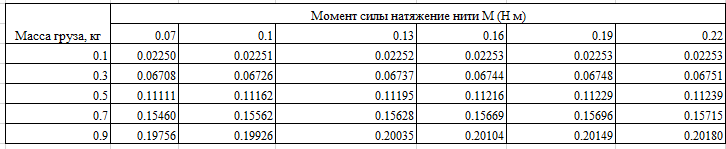 Момент силы натяжение нити М (Н м)
Масса груза, кг 0.07 0.1 0.13 0.16 0.19 0.22
0.1 0.02250 0.02251 0.02252 0.02253 0.02253 0.02253
0.3 0.06708 0.06726 0.06737 0.06744 0.06748 0.06751
0.5 0.11111 0.11162 0.11195 0.11216 0.11229 0.11239
0.7 0.15460 0.15562 0.15628 0.15669 0.15696 0.15715
0.9 0.19756 0.19926 0.20035 0.20104 0.20149 0.20180